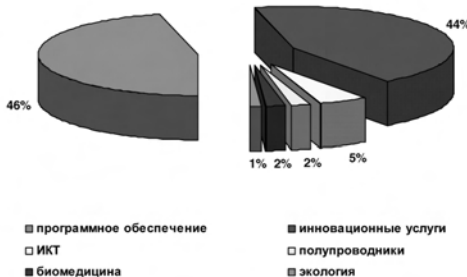 44%
46%
1% 2% 2% 5%
программное обеспечение
инновационные услуги
ИКТ
полупроводники
биомедицина
экология